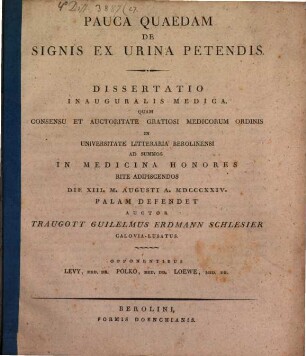 PAUCA QUAEDAM
DE
SIGNIS EX URINA PETENDIS.
DISSERTATIO
INAUGURALIS MEDICA,
QUAM
CONSENSU ET AUCTORITATE GRATIOSI MEDICORUM ORDINIS
IN
UNIVERSITATE LITTERARIA BEROLINENSI
AD SUMMOS
IN MEDICINA HONORES
RITE ADIPISCENDOS
DIE XIII. M. AUGUSTI A. MDCCCXXIV.
PALAM DEFENDET
AUCTOR
TRAUGOTT GUILELMUS ERDMANN SCHLESIER
CALOVIA-LUSATUS.
OPPONENTIBUS
LEVY, MED. DR. POLKO, MED. DR. LOEWE, MED. DR.
BEROLINI,
FORMIS DOENCHIANIS.